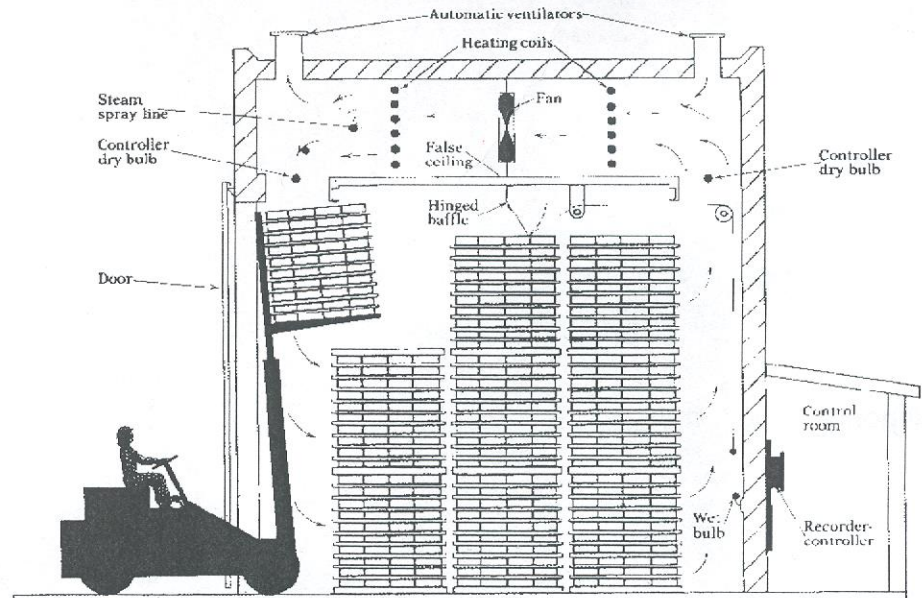 Automatic ventilators
Heating coils
Fan
Steam
spray line
Controller
dry bulb
False
ceiling
Controller
dry bulb
Hinged
baffle
Door
Control
room
We:
bulb
Recorder-
controller